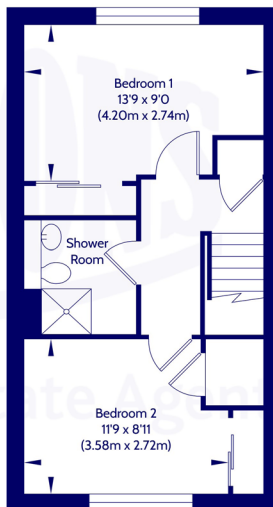 Bedroom 1
13'9 x 9'0
(4.20m x 2.74m)
Shower
Room
Bedroom 2
11'9 x 8'11
(3.58m x 2.72m)